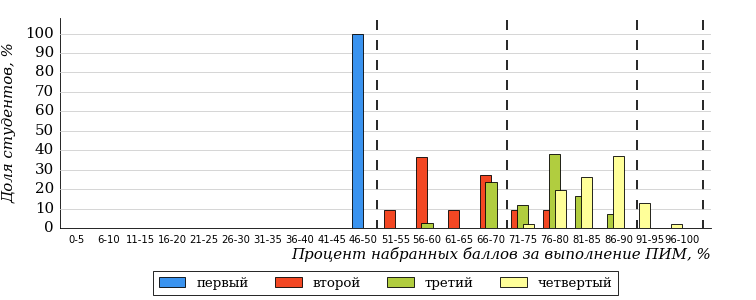 Доля студентов, %
100
90
80
70
60
50
40
30
20
10
0
0-5 6-10 11-15 16-20 21-25 26-30 31-35 36-40 41-45 46-50 51-55 56-60 61-65 66-70 71-75 76-80 81-85 86-90 91-95 96-100
Процент набранных баллов за выполнение ПИМ, %
первый второй третий четвертый